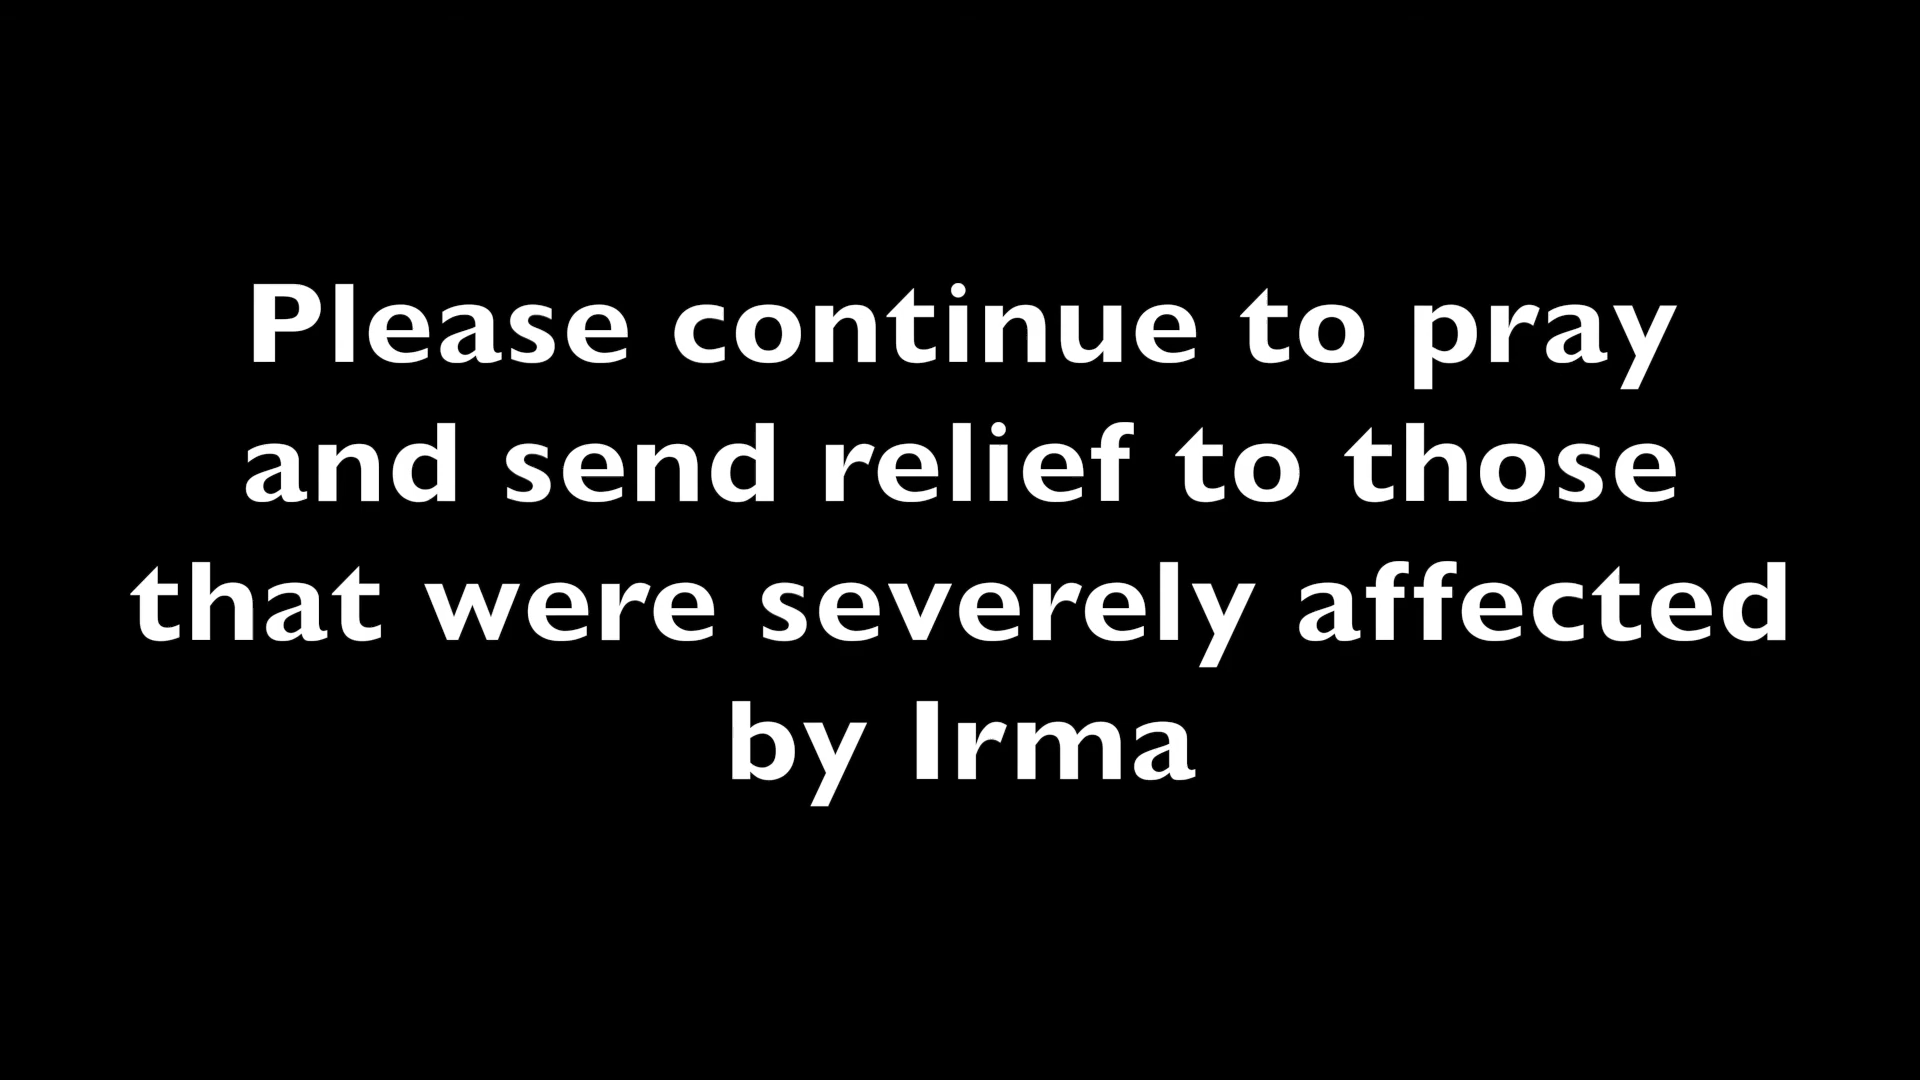 Please continue to pray
and send relief to those
that were severely affected
by Irma